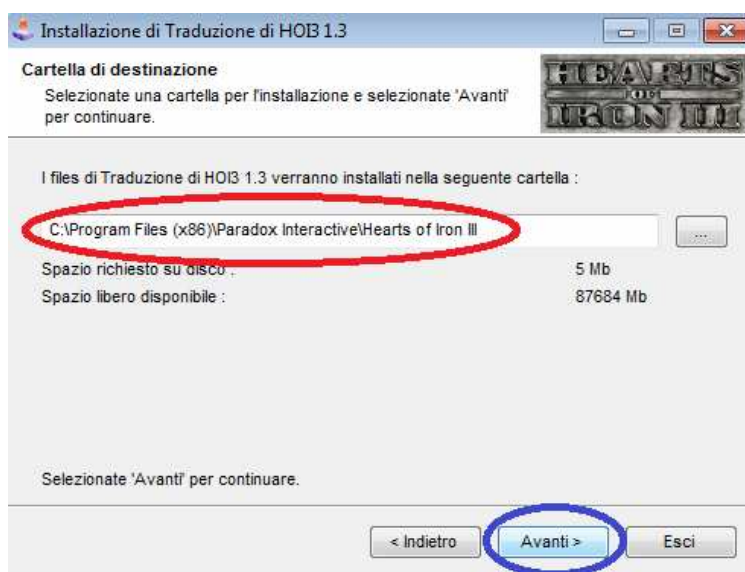 Installazione di Traduzione di HOI3 1.3
Cartella di destinazione
Selezionate una cartella per l'installazione e selezionate 'Avanti'
per continuare.
HEARTS
OF
IRON III
I files di Traduzione di HOI3 1.3 verranno installati nella seguente cartella :
C:\Program Files (x86)\Paradox Interactive\Hearts of Iron III
...
Spazio richiesto su disco : 5 Mb
Spazio libero disponibile : 87684 Mb
Selezionate 'Avanti' per continuare.
< Indietro Avanti > Esci